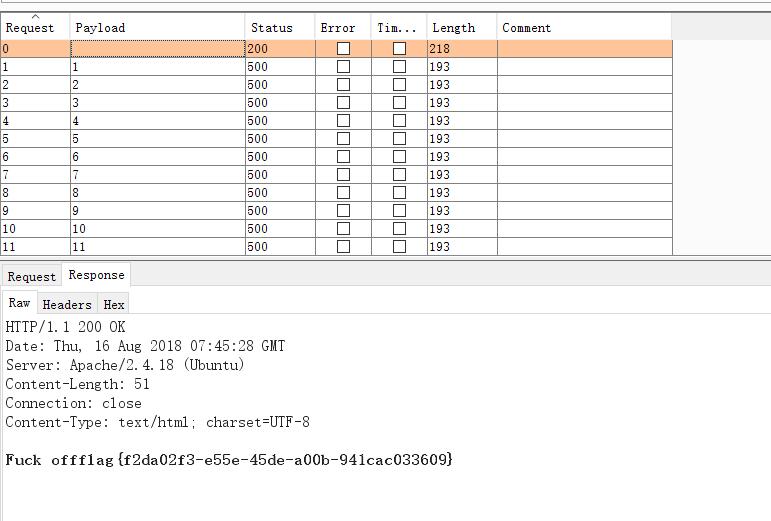 Request Payload Status Error Tim... Length Comment
0 200 218
1 1 500 193
2 2 500 193
3 3 500 193
4 4 500 193
5 5 500 193
6 6 500 193
7 7 500 193
8 8 500 193
9 9 500 193
10 10 500 193
11 11 500 193
Request Response
Raw Headers Hex
HTTP/1.1 200 OK
Date: Thu, 16 Aug 2018 07:45:28 GMT
Server: Apache/2.4.18 (Ubuntu)
Content-Length: 51
Connection: close
Content-Type: text/html; charset=UTF-8
Fuck offflag{f2da02f3-e55e-45de-a00b-941cac033609}